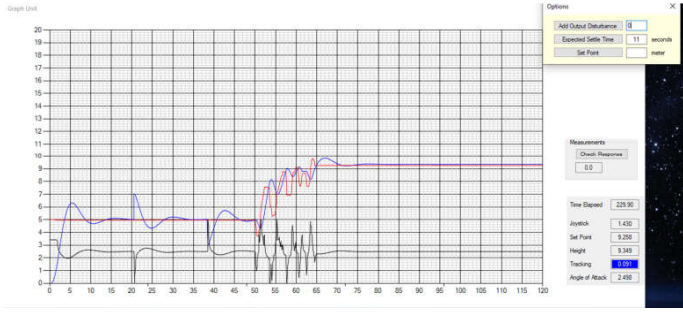 Graph Unit
Options
Add Output Disturbance 0
Expected Settle Time 11 seconds
Set Point meter
20
19
18
17
16
15
14
13
12
11
10
9
8
7
6
5
4
3
2
1
0
0 5 10 15 20 25 30 35 40 45 50 55 60 65 70 75 80 85 90 95 100 105 110 115 120
Measurements
Check Response
0.0
Time Elapsed 229.90
Joystick 1.430
Set Point 9.258
Height 9.349
Tracking 0.091
Angle of Attack 2.498